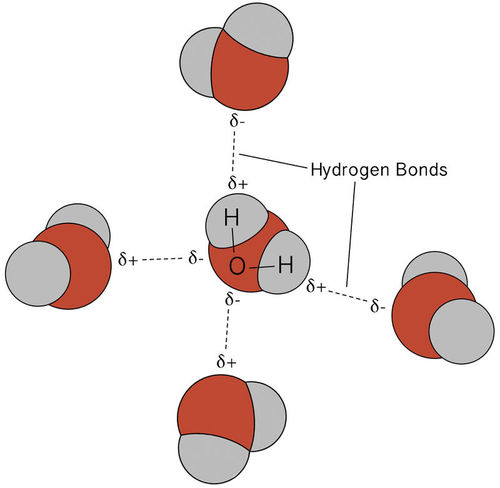 δ-
Hydrogen Bonds
δ+
H
δ+ δ- O H
δ+ δ-
δ-
δ+